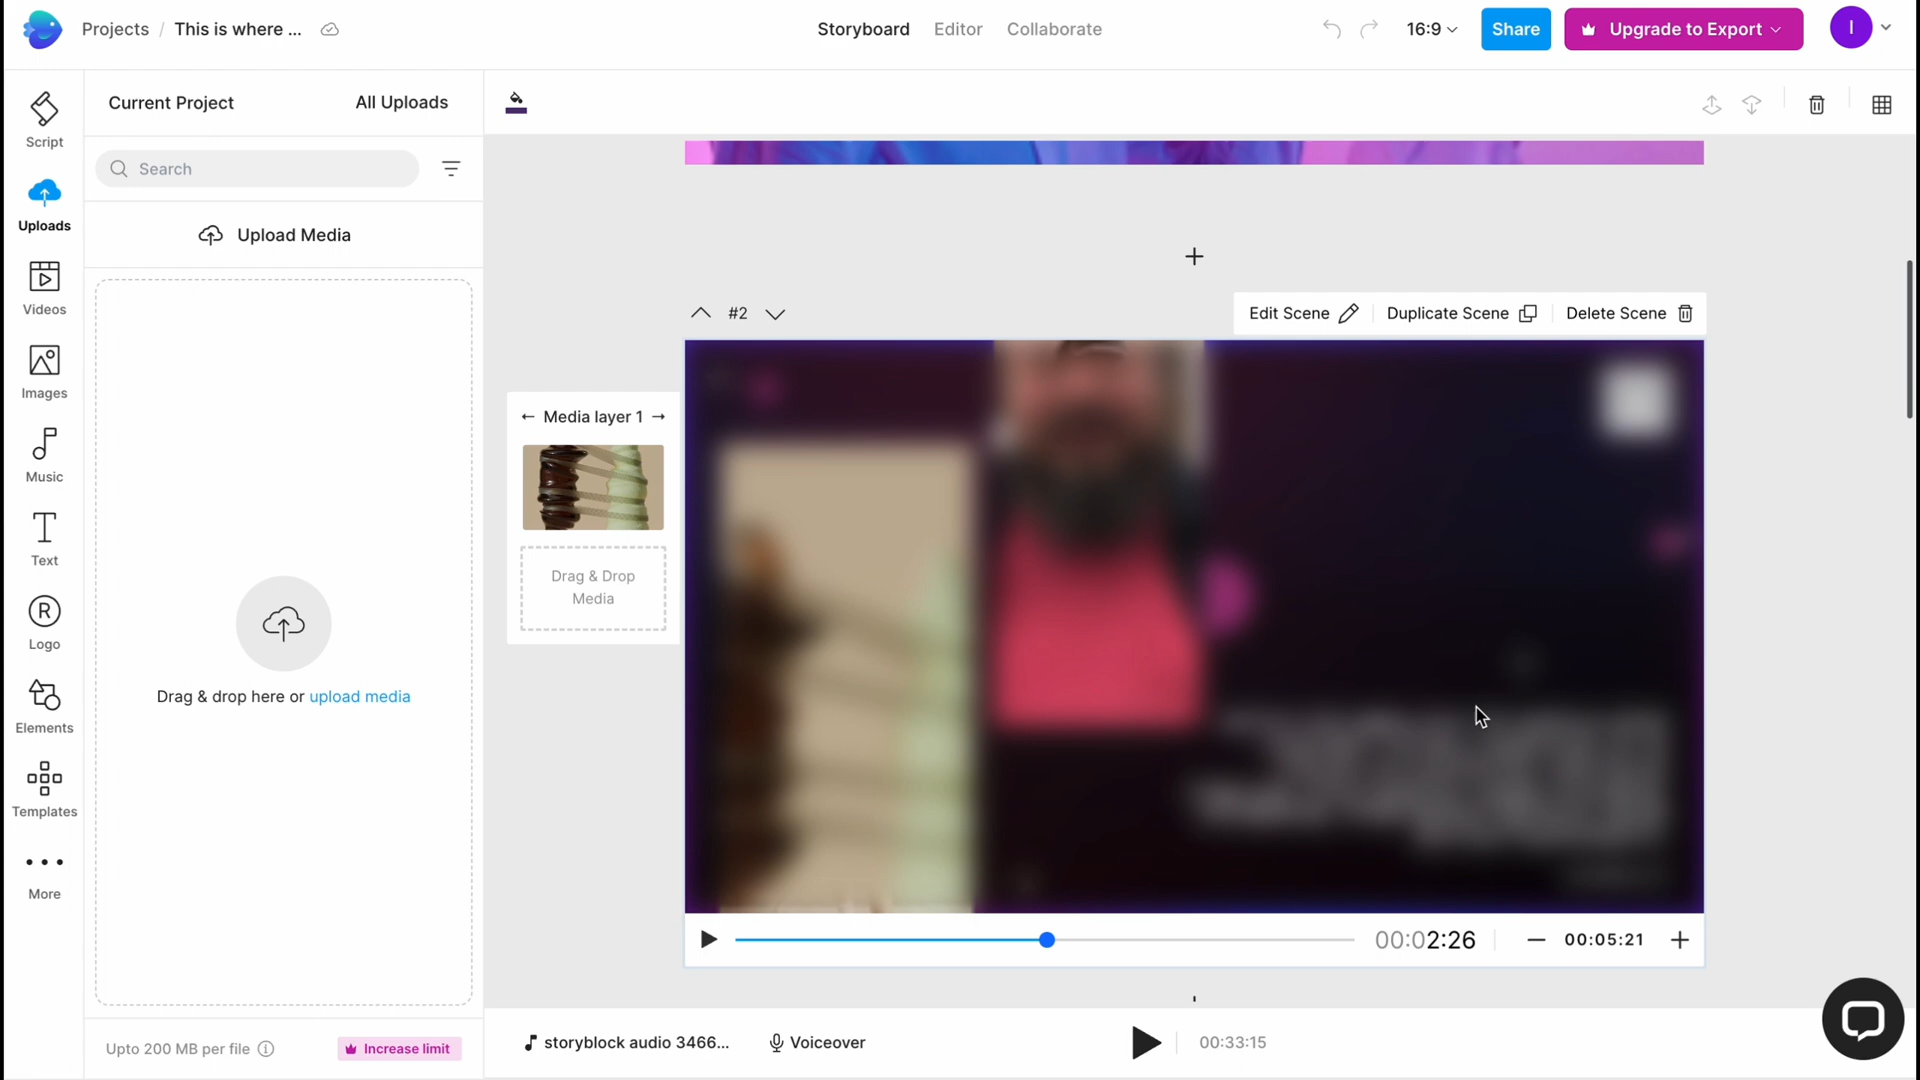 Projects / This is where ...
Storyboard
Editor
Collaborate
16:9
Share
Upgrade to Export
I
Script
Uploads
Videos
Images
Music
Text
R
Logo
Elements
Templates
More
Current Project
All Uploads
Search
Upload Media
Drag & drop here or upload media
Upto 200 MB per file
Increase limit
#2
Edit Scene
Duplicate Scene
Delete Scene
← Media layer 1 →
Drag & Drop
Media
00:02:26
00:05:21
storyblock audio 3466...
Voiceover
00:33:15